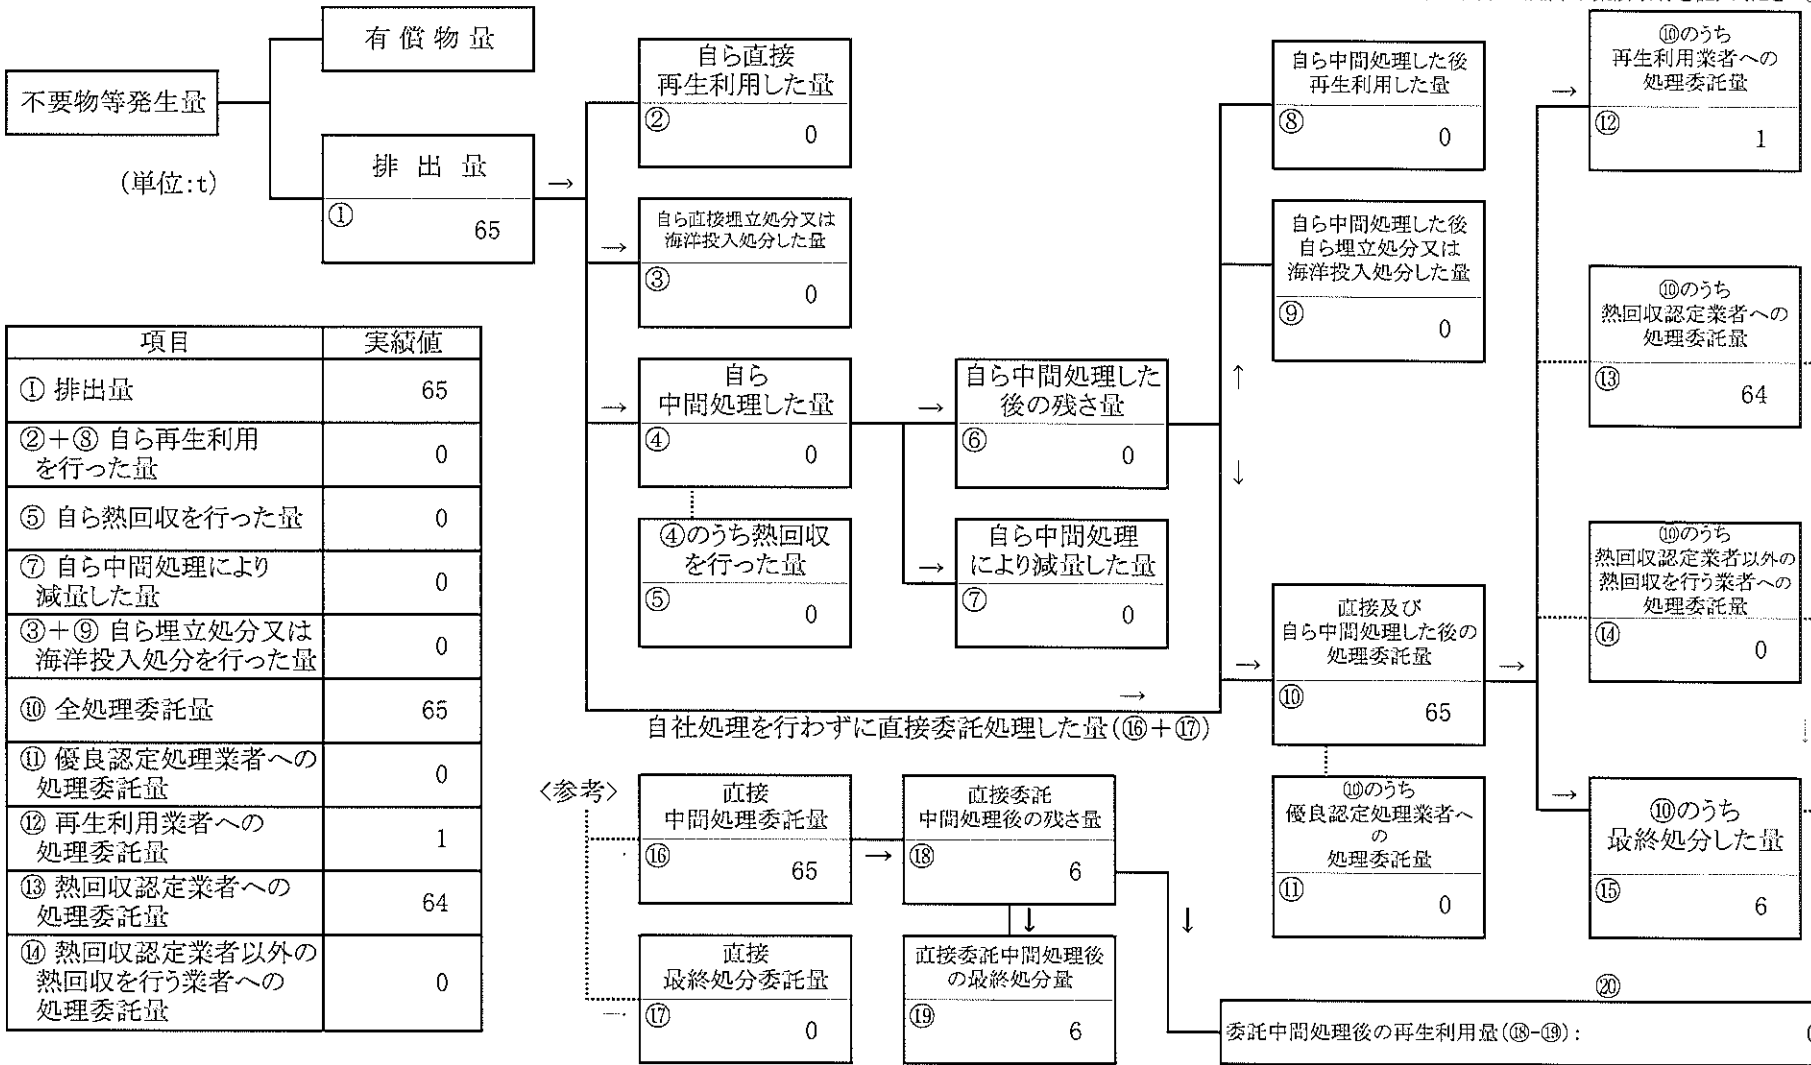 有 償 物 量
不要物等発生量
(単位:t)
排 出 量
①
65
→
自ら直接
再生利用した量
②
0
→
自ら直接埋立処分又は
海洋投入処分した量
③
0
→
自ら
中間処理した量
④
0
④のうち熱回収
を行った量
⑤
0
→
自ら中間処理した
後の残さ量
⑥
0
→
自ら中間処理
により減量した量
⑦
0
↑
↓
自ら中間処理した後
再生利用した量
⑧
0
自ら中間処理した後
自ら埋立処分又は
海洋投入処分した量
⑨
0
→
自社処理を行わずに直接委託処理した量(⑯+⑰)
→
直接及び
自ら中間処理した後の
処理委託量
⑩
65
→
⑩のうち
優良認定処理業者へ
の
処理委託量
⑪
0
→
⑩のうち
再生利用業者への
処理委託量
⑫
1
⑩のうち
熱回収認定業者への
処理委託量
⑬
64
⑩のうち
熱回収認定業者以外の
熱回収を行う業者への
処理委託量
⑭
0
→
⑩のうち
最終処分した量
⑮
6
項目 実績値
① 排出量 65
②+⑧ 自ら再生利用
を行った量 0
⑤ 自ら熱回収を行った量 0
⑦ 自ら中間処理により
減量した量 0
③+⑨ 自ら埋立処分又は
海洋投入処分を行った量 0
⑩ 全処理委託量 65
⑪ 優良認定処理業者への
処理委託量 0
⑫ 再生利用業者への
処理委託量 1
⑬ 熱回収認定業者への
処理委託量 64
⑭ 熱回収認定業者以外の
熱回収を行う業者への
処理委託量 0
<参考>
直接
中間処理委託量
⑯
65
→
直接委託
中間処理後の残さ量
⑱
6
↓
↓
直接
最終処分委託量
⑰
0
直接委託中間処理後
の最終処分量
⑲
6
⑳
委託中間処理後の再生利用量(⑱-⑲): 0